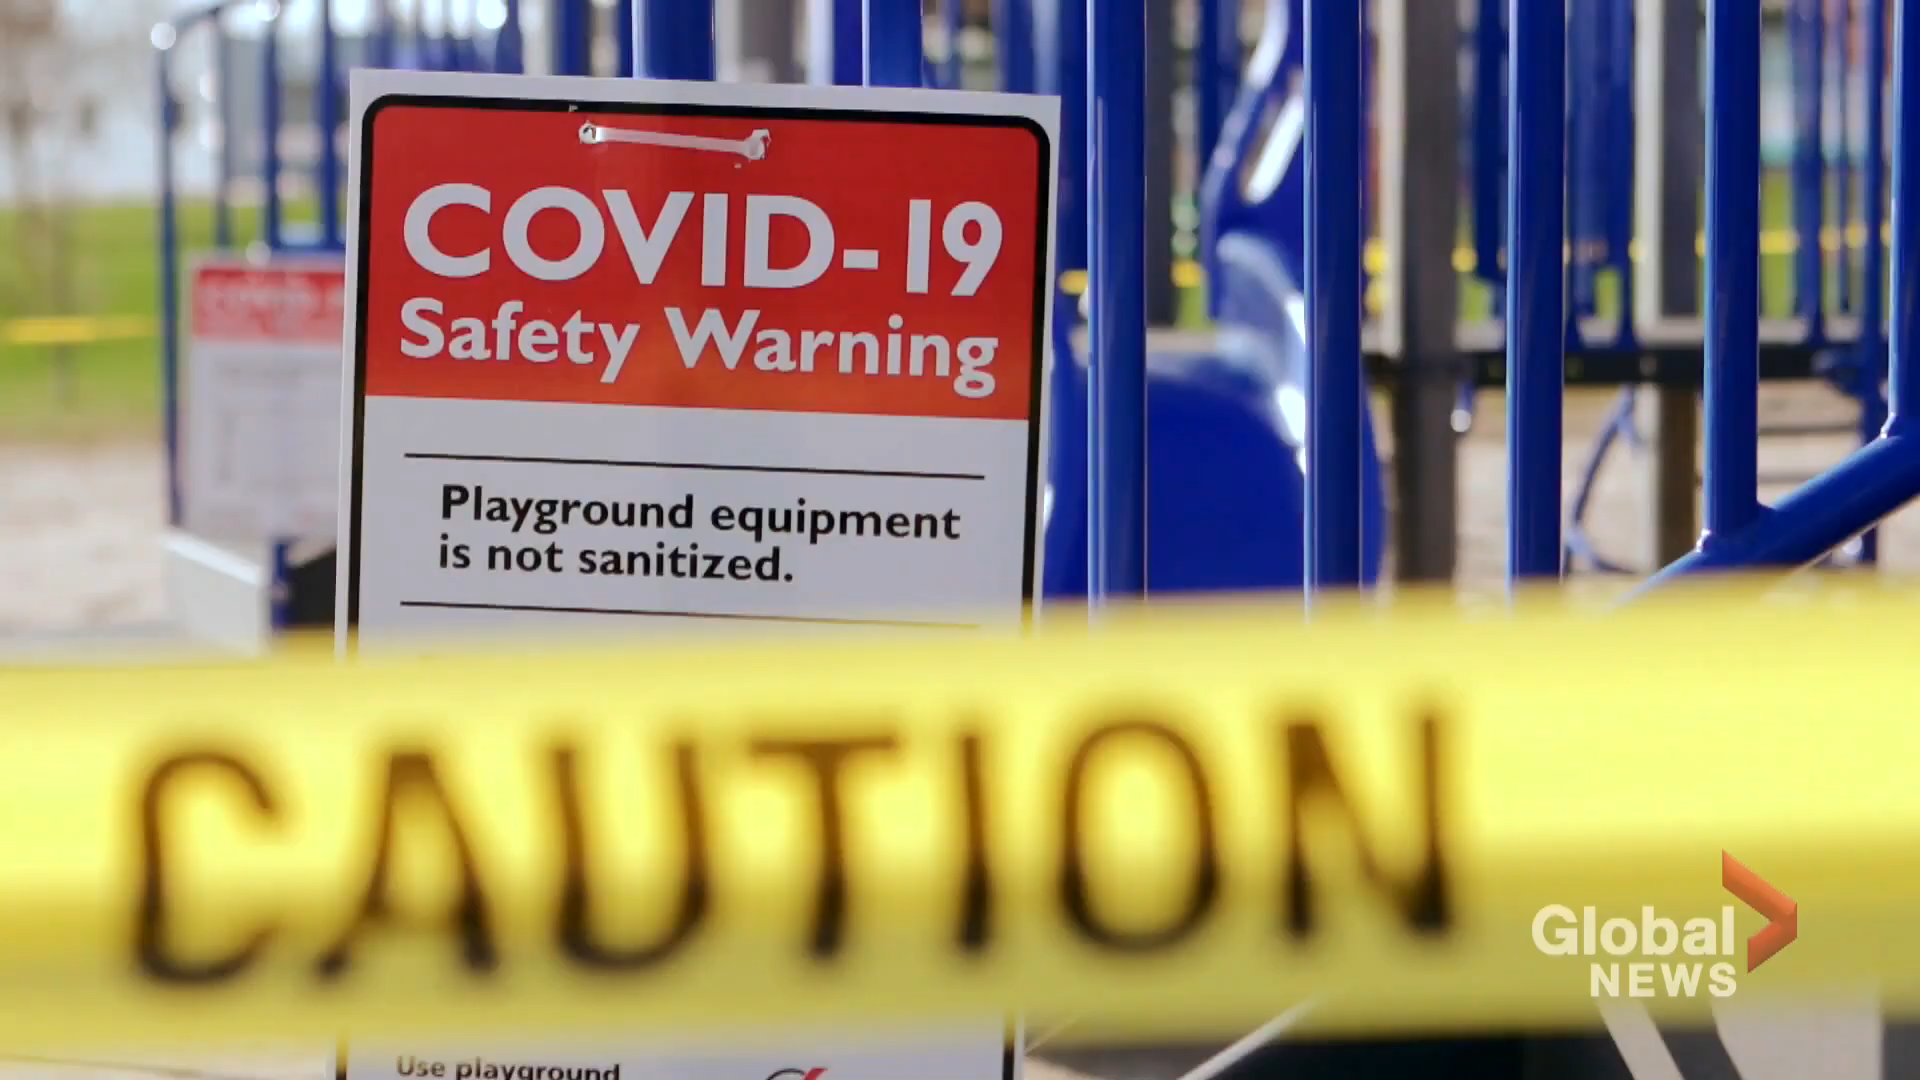 COVID-19
Safety Warning
Playground equipment
is not sanitized.
CAUTION
Global
NEWS
Use playground